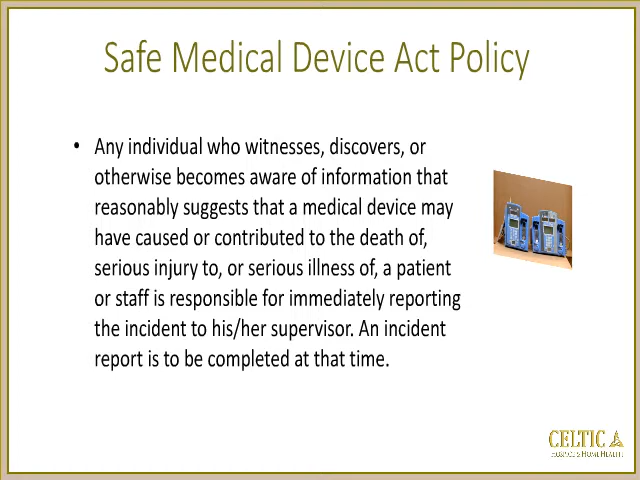 Safe Medical Device Act Policy
• Any individual who witnesses, discovers, or
otherwise becomes aware of information that
reasonably suggests that a medical device may
have caused or contributed to the death of,
serious injury to, or serious illness of, a patient
or staff is responsible for immediately reporting
the incident to his/her supervisor. An incident
report is to be completed at that time.
CELTIC
HOSPICE & HOME HEALTH